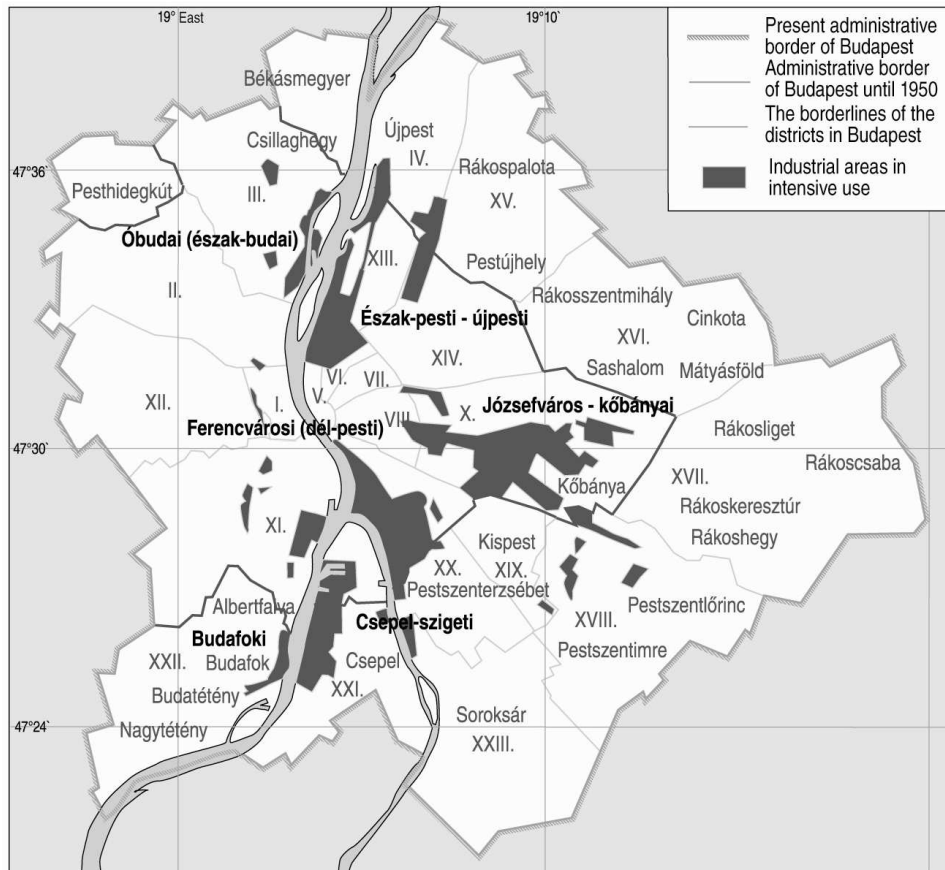 19° East
19°10`
Present administrative
border of Budapest
Administrative border
of Budapest until 1950
The borderlines of the
districts in Budapest
Industrial areas in
intensive use
Békásmegyer
Csillaghegy
Újpest
IV.
47°36`
Rákospalota
XV.
Pesthidegkút
III.
Óbudai (észak-budai)
XIII.
Pestújhely
II.
Rákosszentmihály
Cinkota
Észak-pesti - újpesti
XVI.
XIV.
Sashalom
Mátyásföld
VI.
VII.
XII.
I.
V.
Józsefváros - kőbányai
VIII
X.
Ferencvárosi (dél-pesti)
Rákosliget
47°30`
Rákoscsaba
XVII.
Kőbánya
Rákoskeresztúr
XI.
Kispest
Rákoshegy
XX.
XIX.
Pestszenterzsébet
Albertfalva
Pestszentlőrinc
XVIII.
Csepel-szigeti
Budafoki
Pestszentimre
XXII.
Budafok
Csepel
XXI.
Budatétény
Soroksár
47°24`
Nagytétény
XXIII.